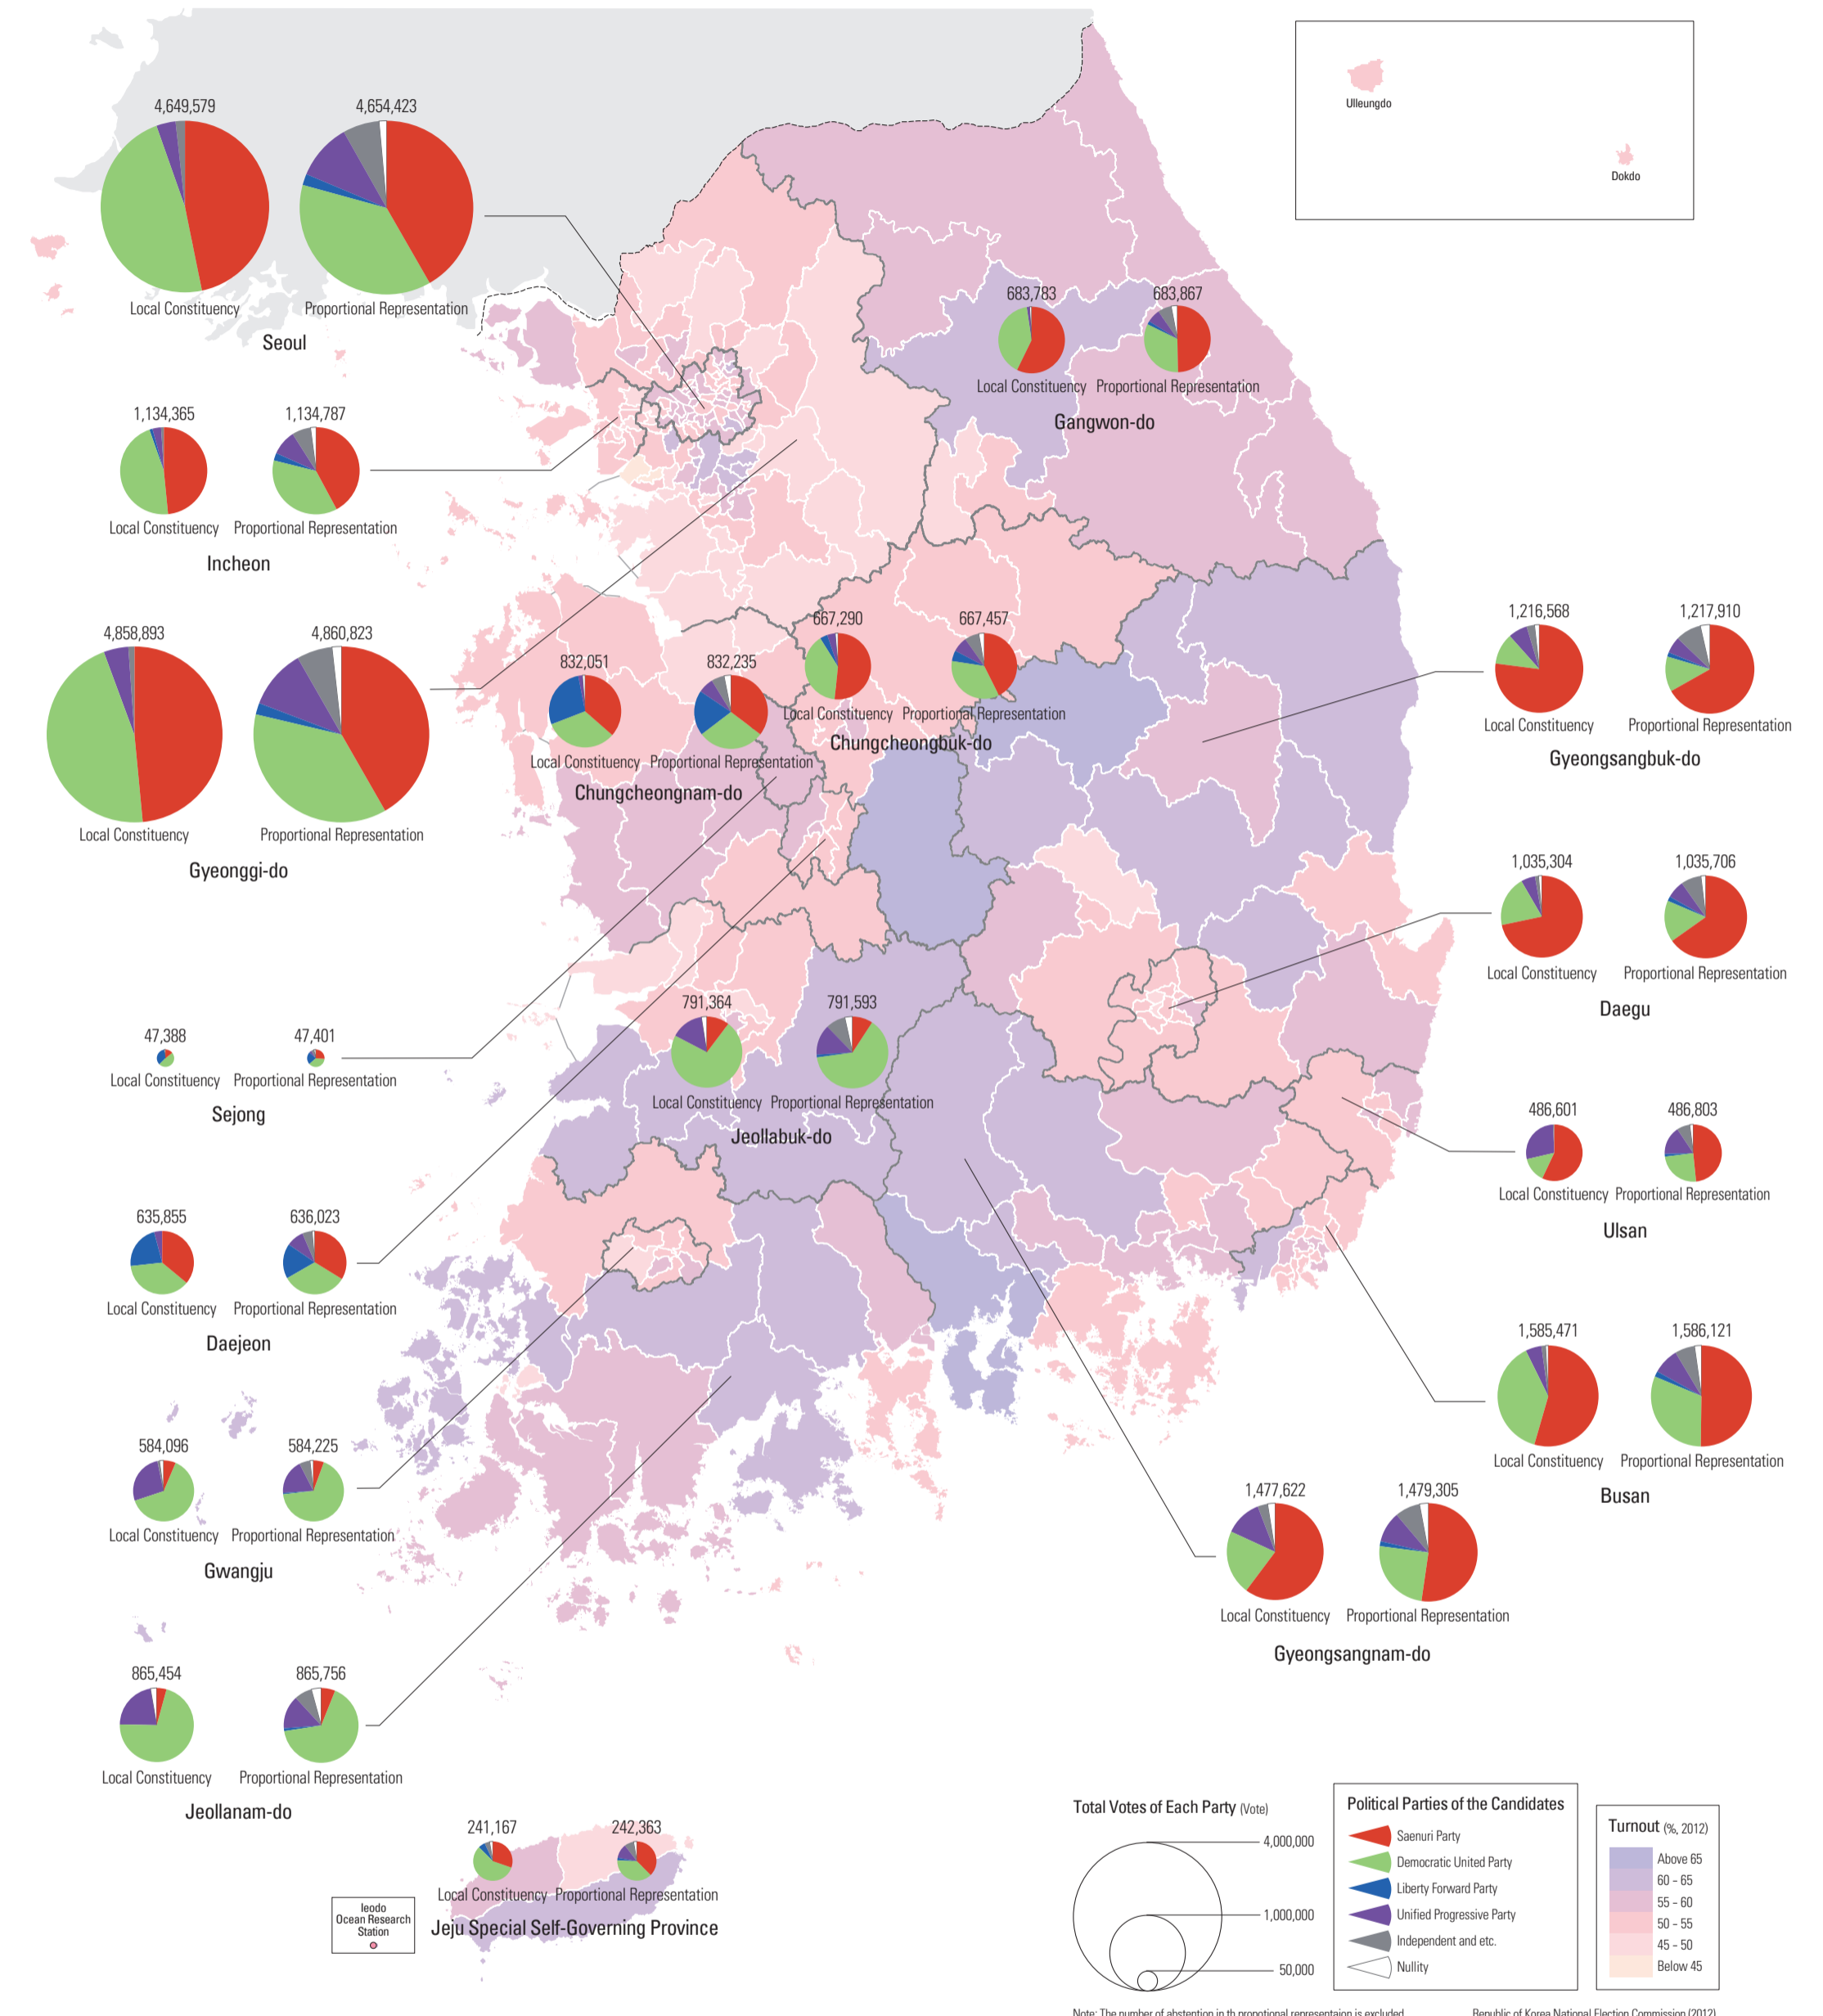 Ulleungdo
Dokdo
4,649,579
4,654,423
Local Constituency
Proportional Representation
Seoul
683,783
683,867
Local Constituency
Proportional Representation
Gangwon-do
1,134,365
1,134,787
Local Constituency
Proportional Representation
Incheon
4,858,893
4,860,823
Local Constituency
Proportional Representation
Gyeonggi-do
667,290
667,457
Local Constituency
Proportional Representation
Chungcheongbuk-do
832,051
832,235
Local Constituency
Proportional Representation
Chungcheongnam-do
1,216,568
1,217,910
Local Constituency
Proportional Representation
Gyeongsangbuk-do
1,035,304
1,035,706
Local Constituency
Proportional Representation
Daegu
47,388
47,401
Local Constituency
Proportional Representation
Sejong
791,364
791,593
Local Constituency
Proportional Representation
Jeollabuk-do
486,601
486,803
Local Constituency
Proportional Representation
Ulsan
635,855
636,023
Local Constituency
Proportional Representation
Daejeon
1,585,471
1,586,121
Local Constituency
Proportional Representation
Busan
584,096
584,225
Local Constituency
Proportional Representation
Gwangju
1,477,622
1,479,305
Local Constituency
Proportional Representation
Gyeongsangnam-do
865,454
865,756
Local Constituency
Proportional Representation
Jeollanam-do
241,167
242,363
Local Constituency
Proportional Representation
Jeju Special Self-Governing Province
Ieodo
Ocean Research
Station
Total Votes of Each Party (Vote)
4,000,000
1,000,000
50,000
Political Parties of the Candidates
Saenuri Party
Democratic United Party
Liberty Forward Party
Unified Progressive Party
Independent and etc.
Nullity
Turnout (%, 2012)
Above 65
60 - 65
55 - 60
50 - 55
45 - 50
Below 45
Note: The number of abstention in th propotional representaion is excluded
Republic of Korea National Election Commission (2012)